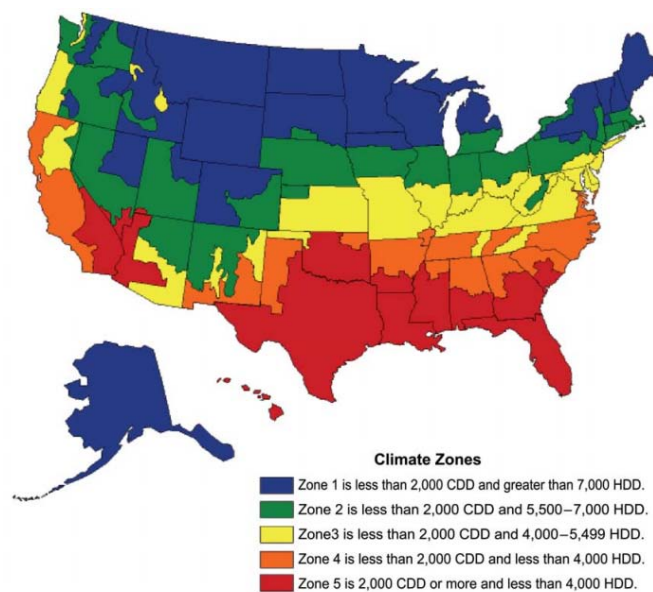 Climate Zones
Zone 1 is less than 2,000 CDD and greater than 7,000 HDD.
Zone 2 is less than 2,000 CDD and 5,500–7,000 HDD.
Zone3 is less than 2,000 CDD and 4,000–5,499 HDD.
Zone 4 is less than 2,000 CDD and less than 4,000 HDD.
Zone 5 is 2,000 CDD or more and less than 4,000 HDD.